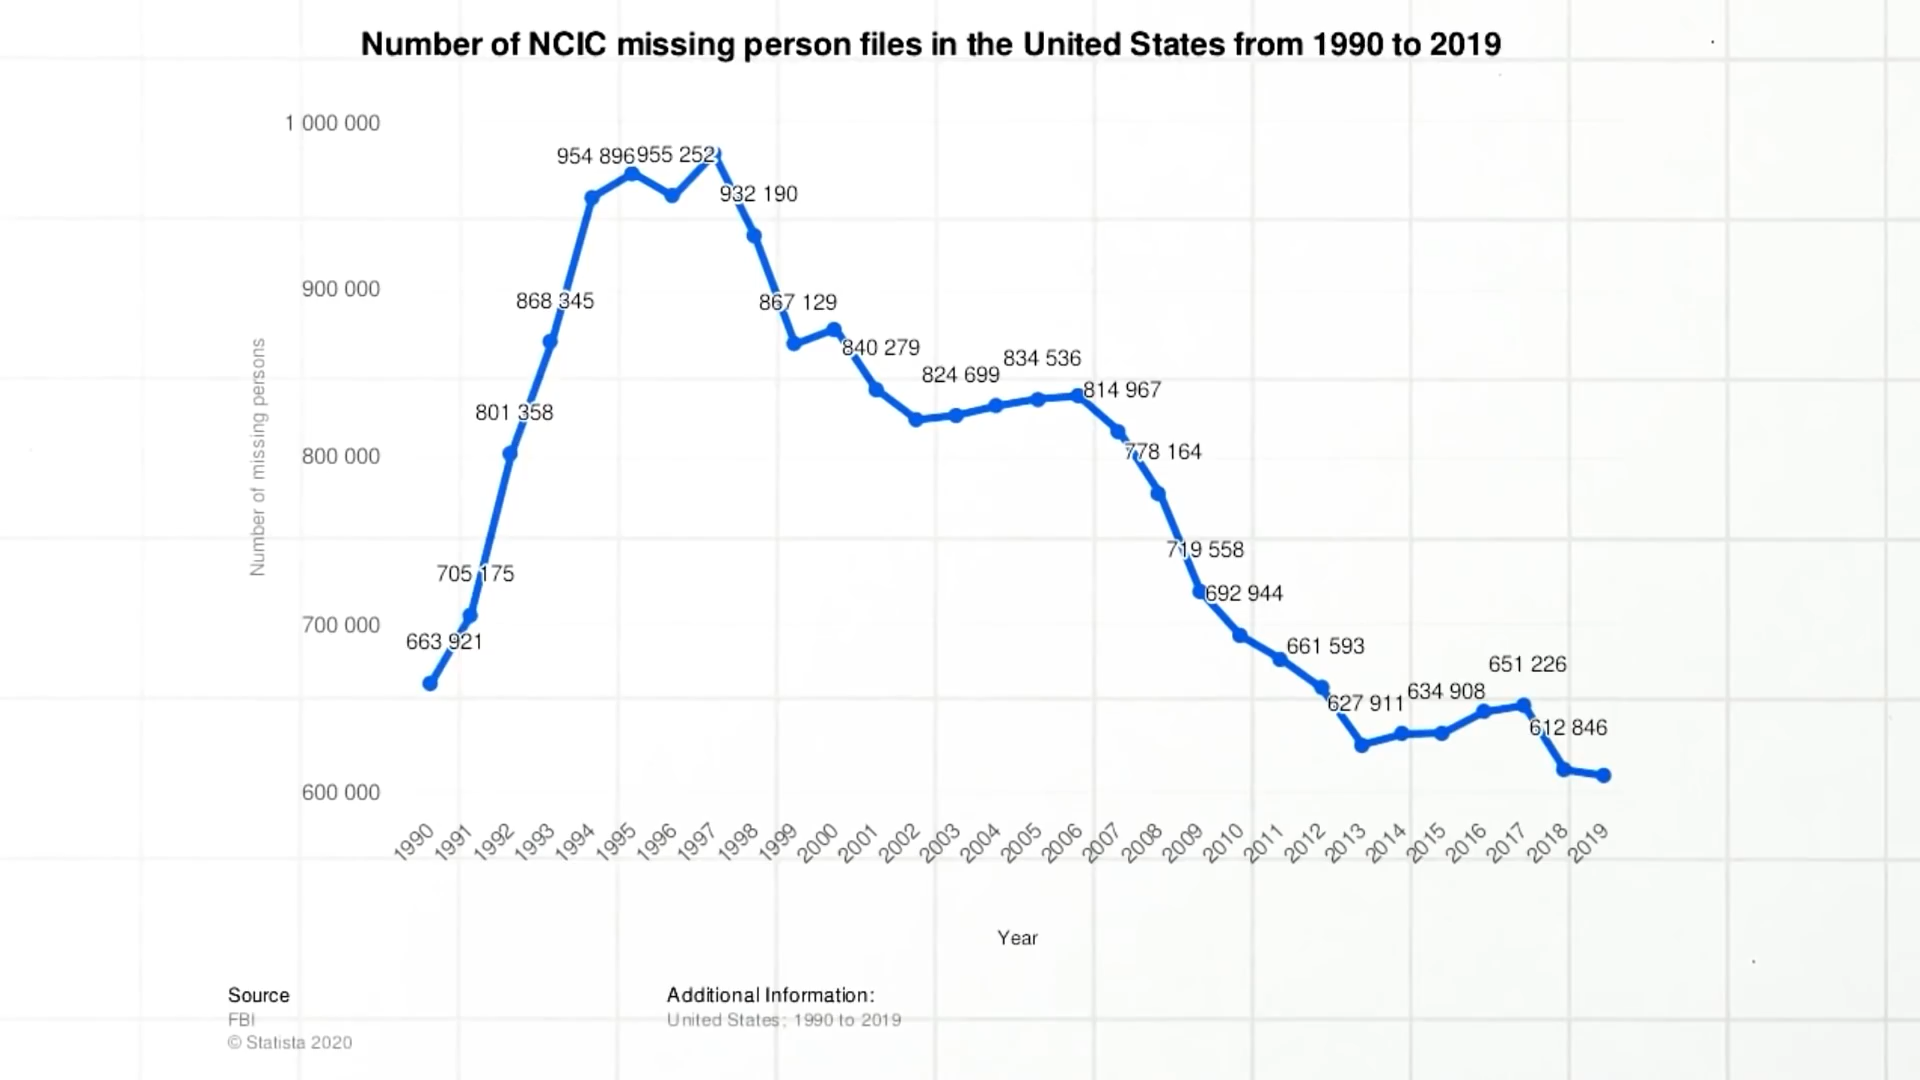 Number of NCIC missing person files in the United States from 1990 to 2019
1 000 000
900 000
800 000
700 000
600 000
Number of missing persons
663 921
705 175
801 358
868 345
954 896
955 252
932 190
867 129
840 279
824 699
834 536
814 967
778 164
719 558
692 944
661 593
627 911
634 908
651 226
612 846
1990 1991 1992 1993 1994 1995 1996 1997 1998 1999 2000 2001 2002 2003 2004 2005 2006 2007 2008 2009 2010 2011 2012 2013 2014 2015 2016 2017 2018 2019
Year
Source
FBI
© Statista 2020
Additional Information:
United States; 1990 to 2019